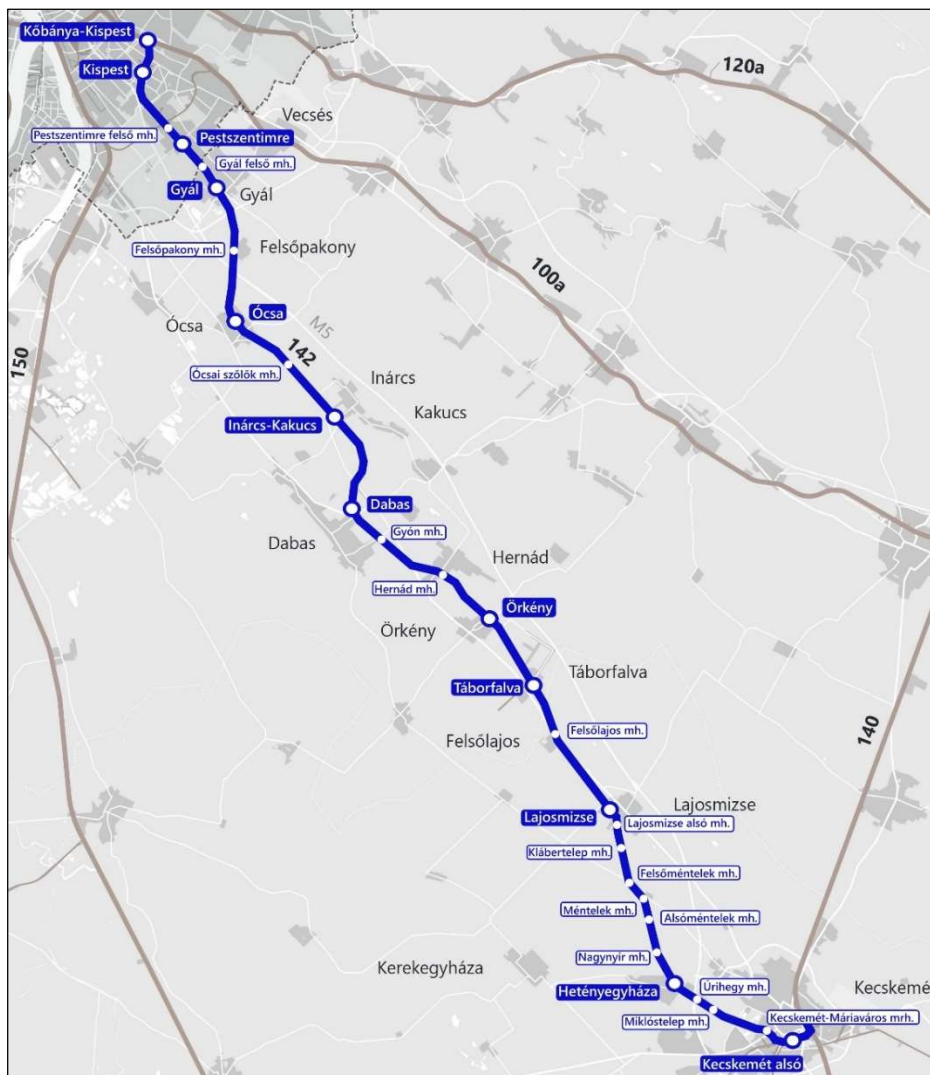 Kőbánya-Kispest
Kispest
120a
Vecsés
Pestszentimre felső mh.
Pestszentimre
Gyál felső mh.
Gyál
Gyál
Felsőpakony mh.
Felsőpakony
100a
Ócsa
Ócsa
M5
142
150
Ócsai szőlők mh.
Inárcs
Inárcs-Kakucs
Kakucs
Dabas
Dabas
Gyón mh.
Hernád
Hernád mh.
Örkény
Örkény
Táborfalva
Táborfalva
Felsőlajos mh.
Felsőlajos
140
Lajosmizse
Lajosmizse
Lajosmizse alsó mh.
Klábertelep mh.
Felsőméntelek mh.
Méntelek mh.
Alsóméntelek mh.
Nagynyír mh.
Kerekegyháza
Hetényegyháza
Úrihegy mh.
Kecskemé
Miklóstelep mh.
Kecskemét-Máriaváros mrh.
Kecskemét alsó